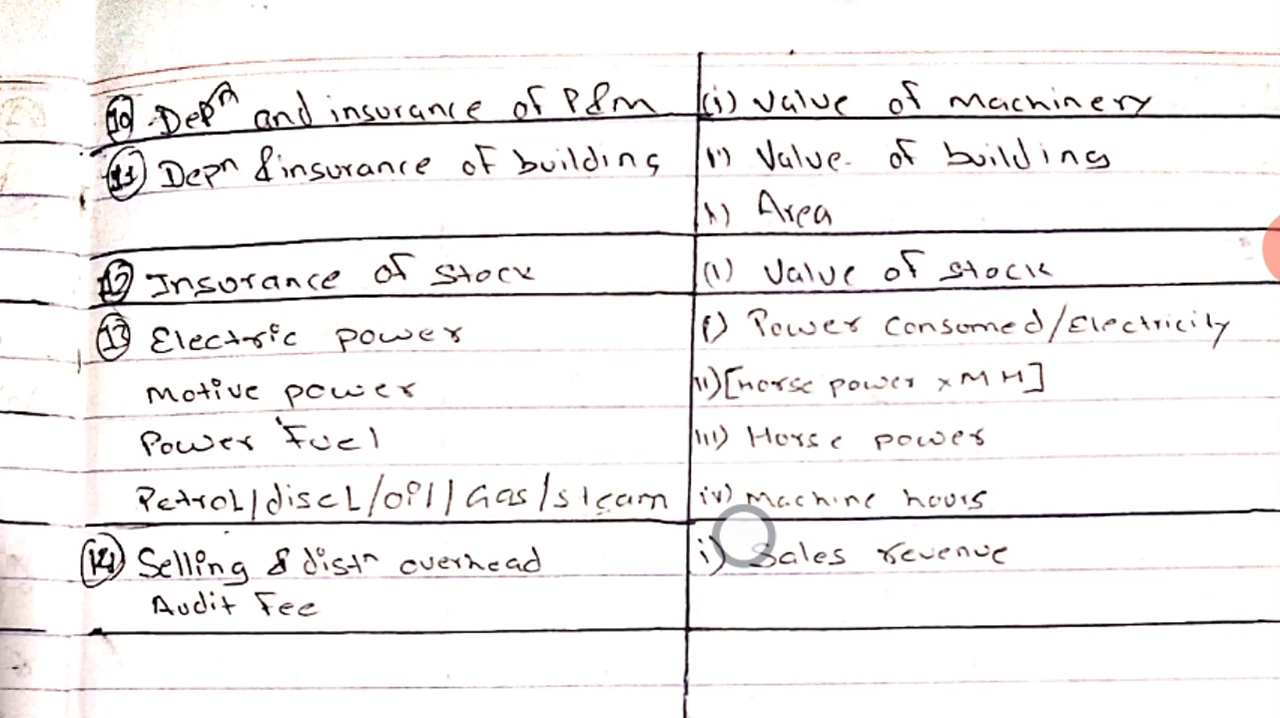 10 Depn and insurance of P&M (i) Value of Machinery
11 Depn & insurance of building i) Value of building
ii) Area
12 Insurance of Stock (i) Value of stock
13 Electric power i) Power Consomed/Electricity
Motive power ii) [Horse power x M H]
Power Fuel iii) Horse power
Petrol/disel/oil/Gas/steam iv) Machine hours
14 Selling & distn overhead i) Sales revenue
Audit Fee